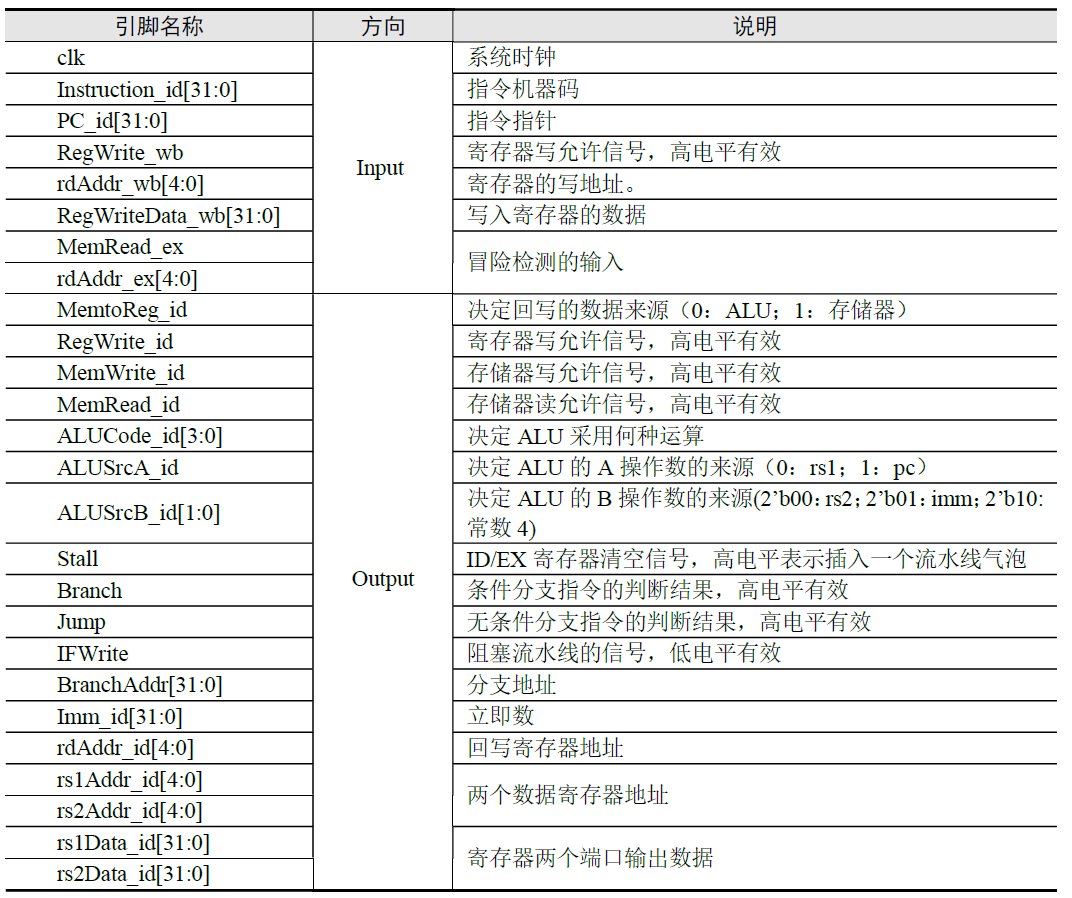 引脚名称 方向 说明
clk 系统时钟
Instruction_id[31:0] 指令机器码
PC_id[31:0] 指令指针
RegWrite_wb 寄存器写允许信号，高电平有效
Input
rdAddr_wb[4:0] 寄存器的写地址。
RegWriteData_wb[31:0] 写入寄存器的数据
MemRead_ex
冒险检测的输入
rdAddr_ex[4:0]
MemtoReg_id 决定回写的数据来源（0：ALU；1：存储器）
RegWrite_id 寄存器写允许信号，高电平有效
MemWrite_id 存储器写允许信号，高电平有效
MemRead_id 存储器读允许信号，高电平有效
ALUCode_id[3:0] 决定 ALU 采用何种运算
ALUSrcA_id 决定 ALU 的 A 操作数的来源（0：rs1；1：pc）
ALUSrcB_id[1:0] 决定 ALU 的 B 操作数的来源(2’b00：rs2；2’b01：imm；2’b10:
常数 4)
Stall ID/EX 寄存器清空信号，高电平表示插入一个流水线气泡
Output
Branch 条件分支指令的判断结果，高电平有效
Jump 无条件分支指令的判断结果，高电平有效
IFWrite 阻塞流水线的信号，低电平有效
BranchAddr[31:0] 分支地址
Imm_id[31:0] 立即数
rdAddr_id[4:0] 回写寄存器地址
rs1Addr_id[4:0]
两个数据寄存器地址
rs2Addr_id[4:0]
rs1Data_id[31:0]
寄存器两个端口输出数据
rs2Data_id[31:0]